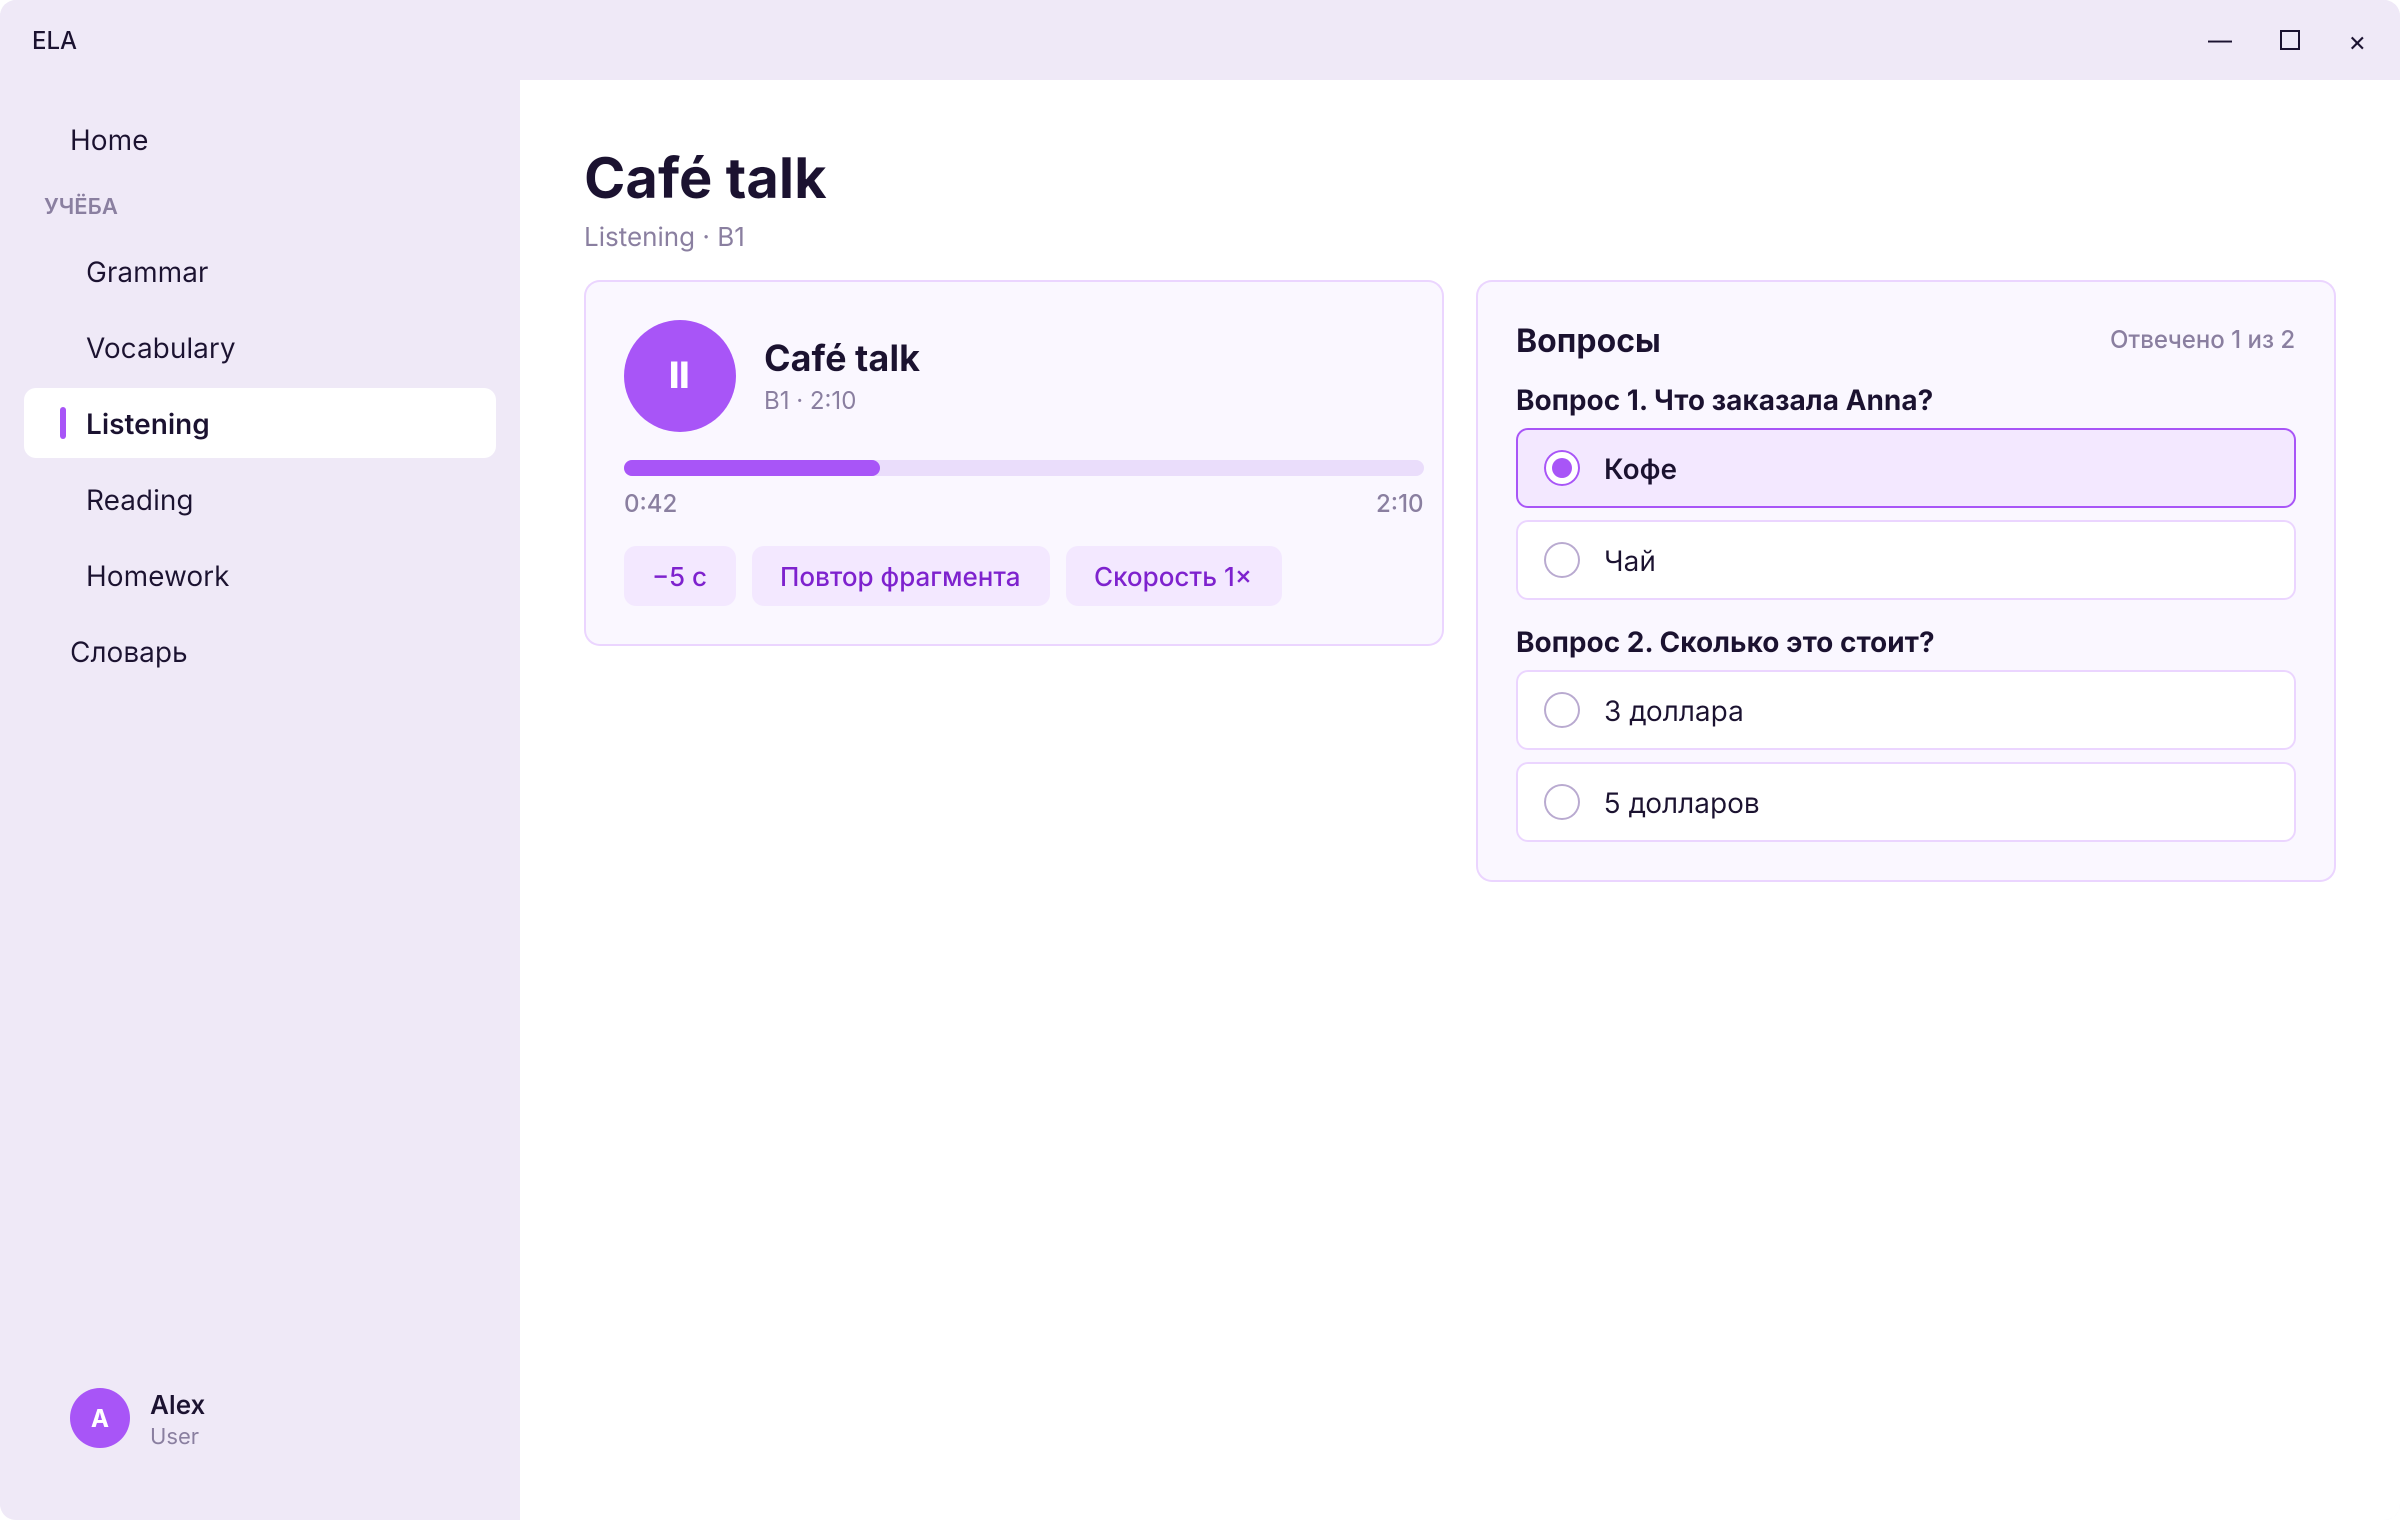 ELA
Home
УЧЁБА
Grammar
Vocabulary
Listening
Reading
Homework
Словарь
A
Alex
User
Café talk
Listening · B1
Café talk
B1 · 2:10
0:42
2:10
−5 с
Повтор фрагмента
Скорость 1×
Вопросы
Отвечено 1 из 2
Вопрос 1. Что заказала Anna?
Кофе
Чай
Вопрос 2. Сколько это стоит?
3 доллара
5 долларов